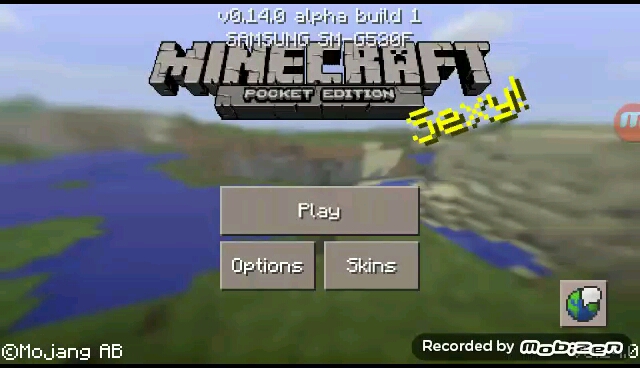 v0.14.0 alpha build 1
SAMSUNG SM-G530F
MINECRAFT
POCKET EDITION
Sexy!
Play
Options
Skins
©Mojang AB
Recorded by Mobizen